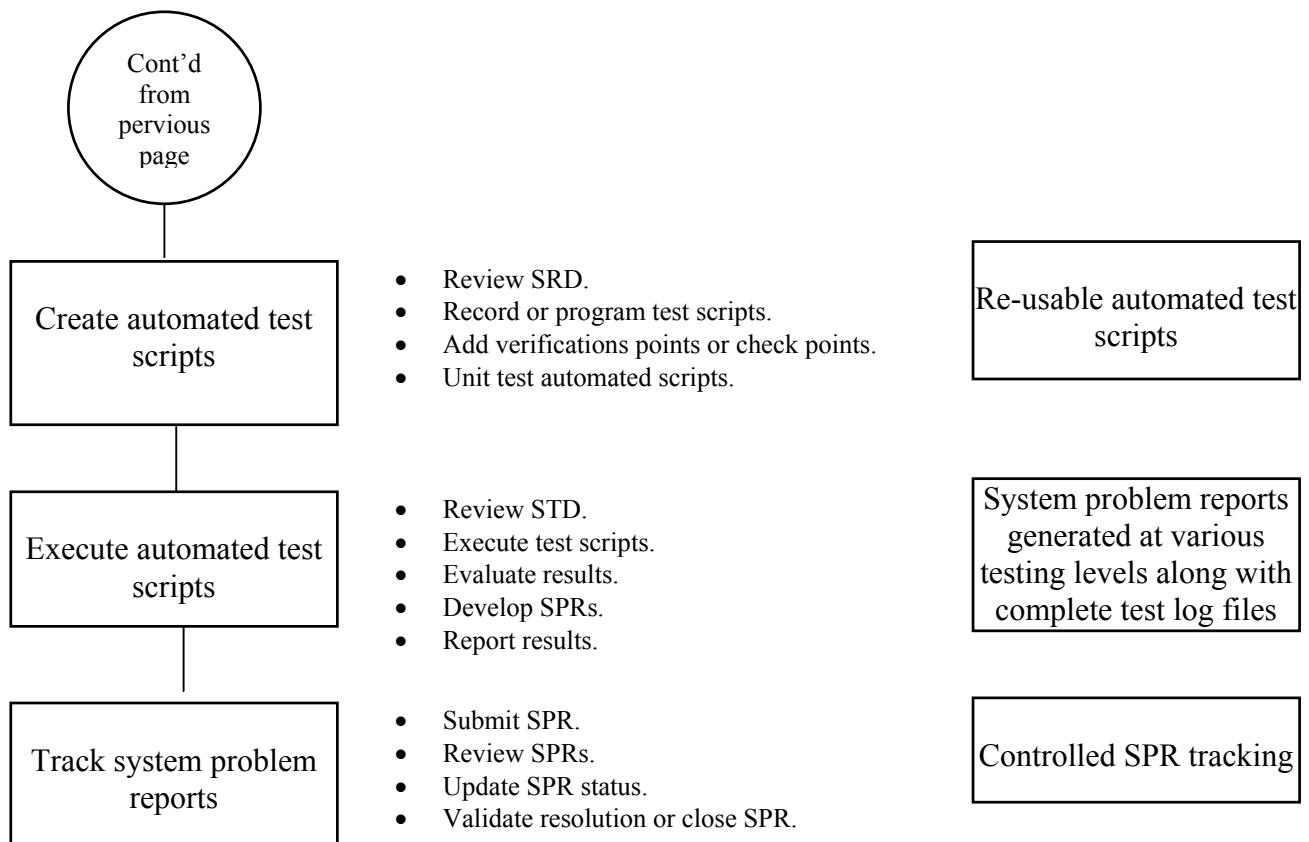 Cont’d
from
pervious
page
Create automated test
scripts
• Review SRD.
• Record or program test scripts.
• Add verifications points or check points.
• Unit test automated scripts.
Re-usable automated test
scripts
Execute automated test
scripts
• Review STD.
• Execute test scripts.
• Evaluate results.
• Develop SPRs.
• Report results.
System problem reports
generated at various
testing levels along with
complete test log files
Track system problem
reports
• Submit SPR.
• Review SPRs.
• Update SPR status.
• Validate resolution or close SPR.
Controlled SPR tracking